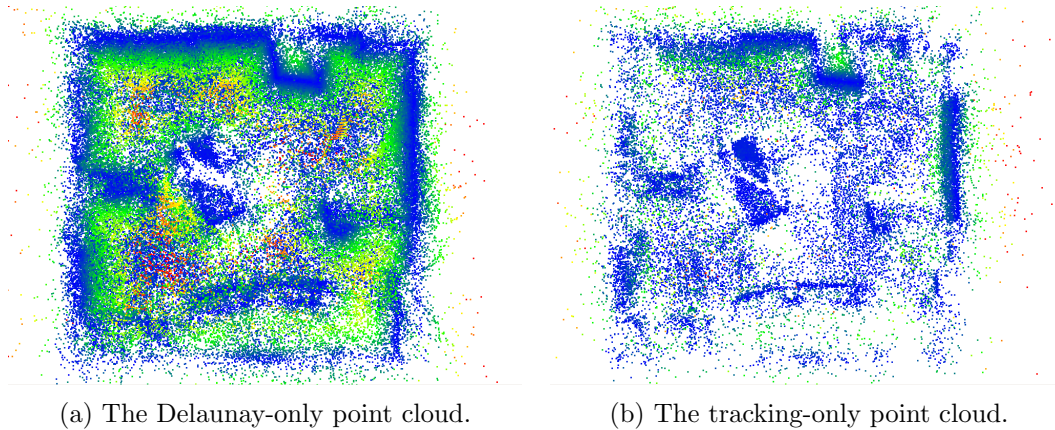 (a) The Delaunay-only point cloud.
(b) The tracking-only point cloud.